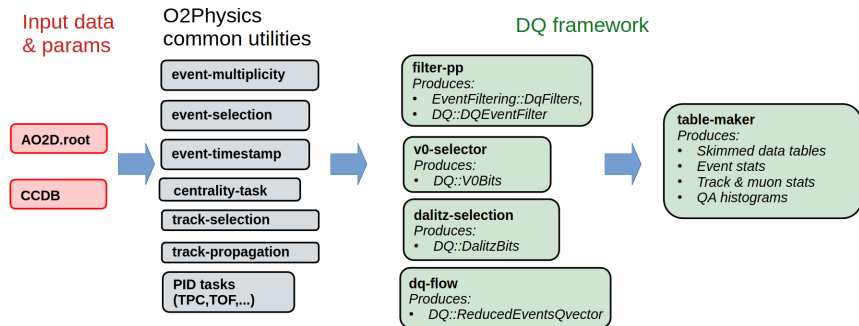 Input data
& params
AO2D.root
CCDB
O2Physics
common utilities
event-multiplicity
event-selection
event-timestamp
centrality-task
track-selection
track-propagation
PID tasks
(TPC,TOF,...)
DQ framework
filter-pp
Produces:
• EventFiltering::DqFilters,
• DQ::DQEventFilter
v0-selector
Produces:
• DQ::V0Bits
dalitz-selection
Produces:
• DQ::DalitzBits
dq-flow
Produces:
• DQ::ReducedEventsQvector
table-maker
Produces:
• Skimmed data tables
• Event stats
• Track & muon stats
• QA histograms